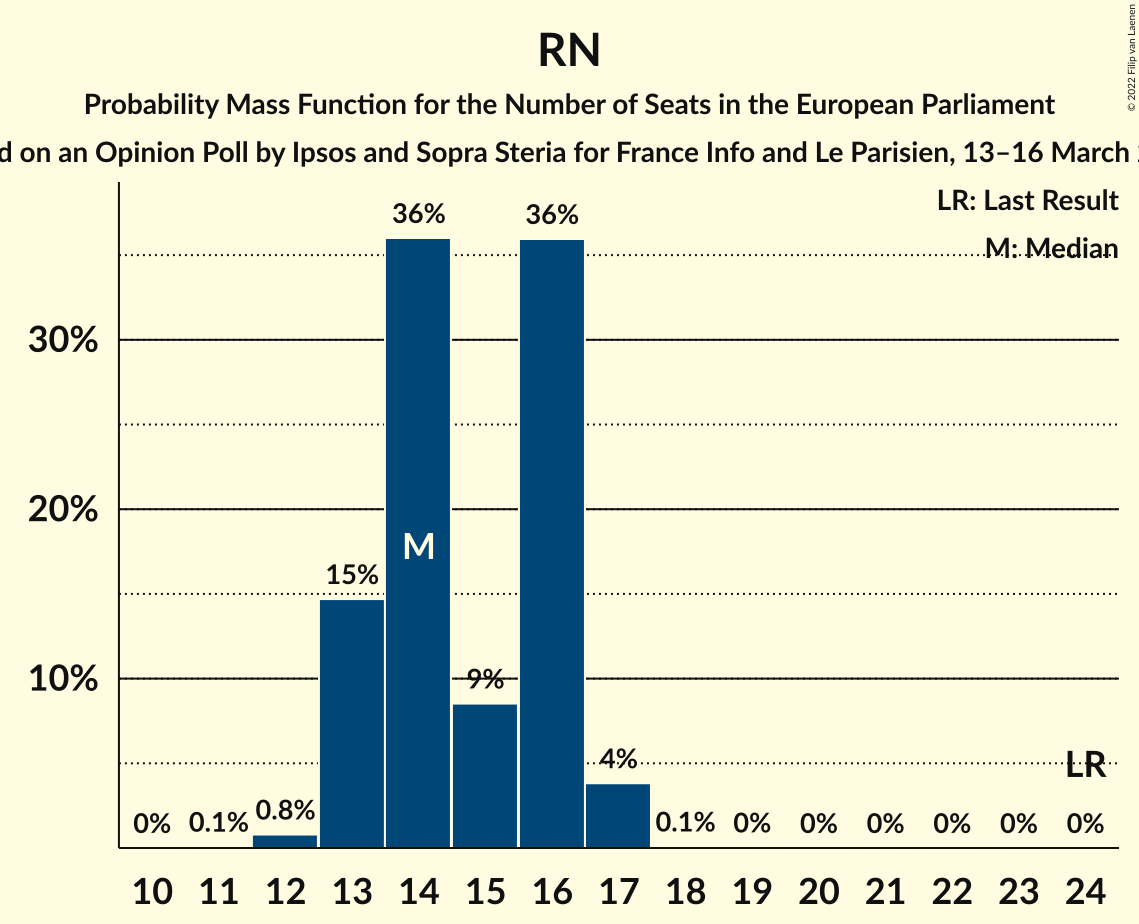 RN
Probability Mass Function for the Number of Seats in the European Parliament
on an Opinion Poll by Ipsos and Sopra Steria for France Info and Le Parisien, 13–16 March
© 2022 Filip van Laenen
LR: Last Result
M: Median
36% 36%
30%
20%
M
15%
10%
9%
4%
LR
0% 0.1% 0.8% 0.1% 0% 0% 0% 0% 0% 0%
10 11 12 13 14 15 16 17 18 19 20 21 22 23 24